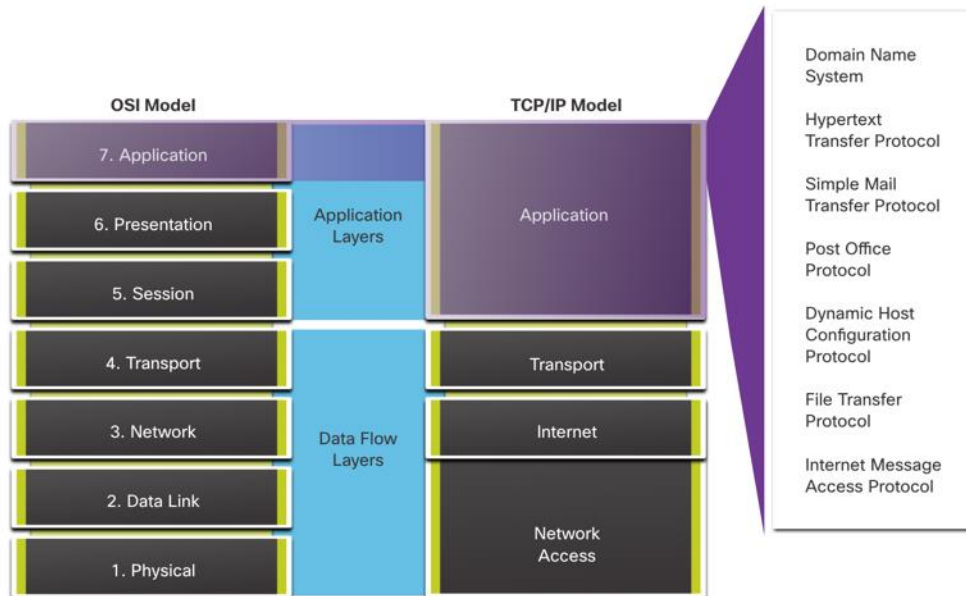 OSI Model
7. Application
6. Presentation
5. Session
4. Transport
3. Network
2. Data Link
1. Physical
Application
Layers
Data Flow
Layers
TCP/IP Model
Application
Transport
Internet
Network
Access
Domain Name
System
Hypertext
Transfer Protocol
Simple Mail
Transfer Protocol
Post Office
Protocol
Dynamic Host
Configuration
Protocol
File Transfer
Protocol
Internet Message
Access Protocol